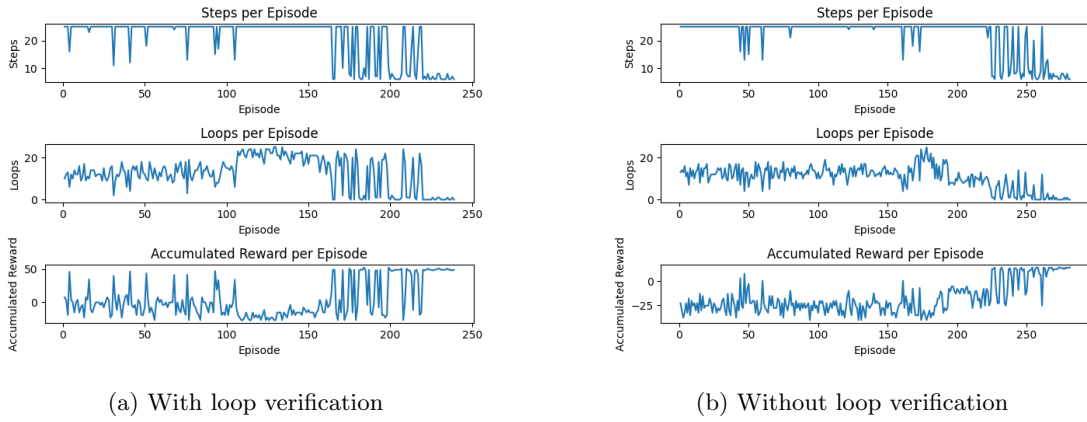 Steps per Episode
Steps
20
10
0
50
100
150
200
250
Episode
Loops per Episode
Loops
20
0
0
50
100
150
200
250
Episode
Accumulated Reward per Episode
Accumulated Reward
50
0
0
50
100
150
200
250
Episode
(a) With loop verification
Steps per Episode
Steps
20
10
0
50
100
150
200
250
Episode
Loops per Episode
Loops
20
0
0
50
100
150
200
250
Episode
Accumulated Reward per Episode
Accumulated Reward
0
−25
0
50
100
150
200
250
Episode
(b) Without loop verification